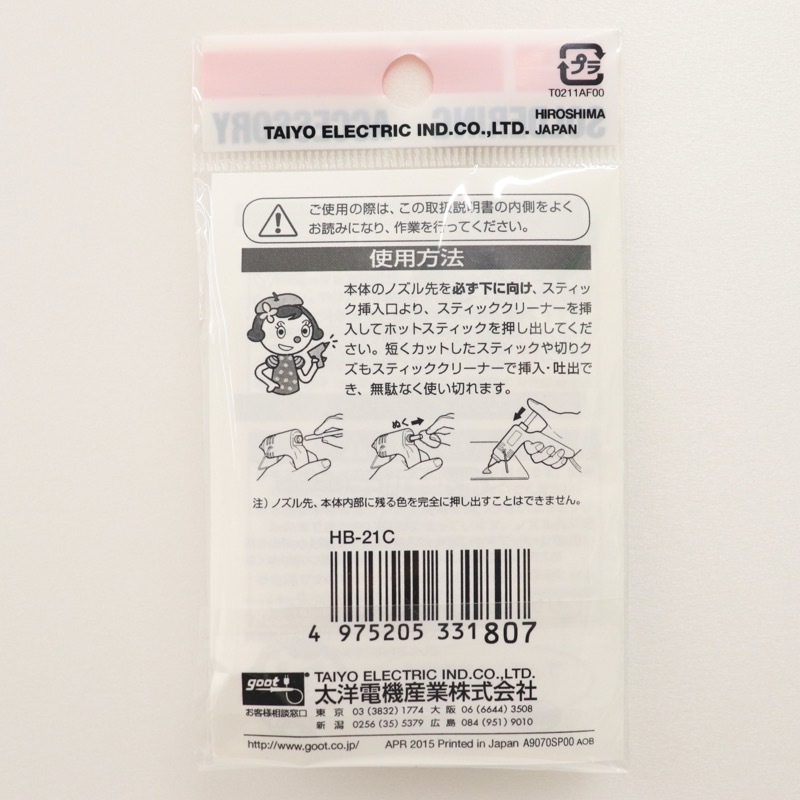 プラ
T0211AF00
TAIYO ELECTRIC IND.CO.,LTD. HIROSHIMA JAPAN
ご使用の際は、この取扱説明書の内側をよく
お読みになり、作業を行ってください。
使用方法
本体のノズル先を必ず下に向け、スティッ
ク挿入口より、スティッククリーナーを挿
入してホットスティックを押し出してくだ
さい。短くカットしたスティックや切りク
ズもスティッククリーナーで挿入・吐出で
き、無駄なく使い切れます。
ぬく
注）ノズル先、本体内部に残る色を完全に押し出すことはできません。
HB-21C
4 975205 331807
goot TAIYO ELECTRIC IND.CO.,LTD.
太洋電機産業株式会社
お客様相談窓口 東 京 03 (3832) 1774 大 阪 06 (6644) 3508
新 潟 0256 (35) 5379 広 島 084 (951) 9010
http://www.goot.co.jp/ APR 2015 Printed in Japan A9070SP00 AOB